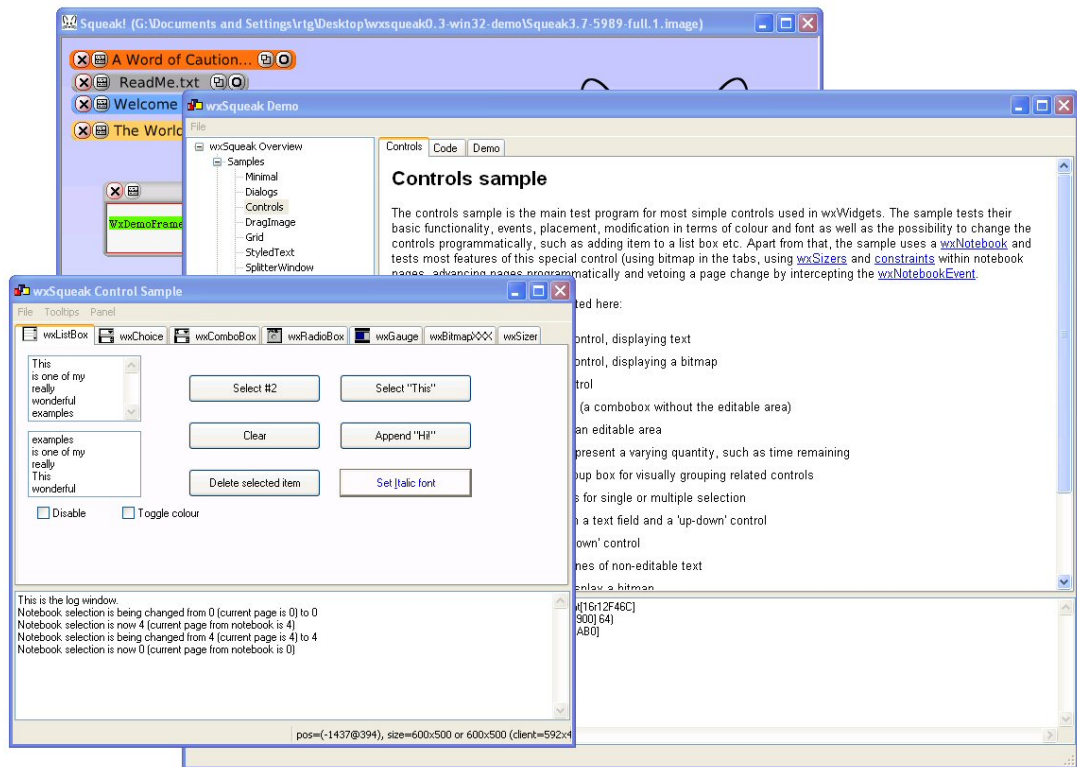 Squeak! (G:\Documents and Settings\rtg\Desktop\wxsqueak0.3-win32-demo\Squeak3.7-5989-full.1.image)
A Word of Caution...
ReadMe.txt
Welcome
The World
WxDemoFrame
wxSqueak Demo
File
wxSqueak Overview
Samples
Minimal
Dialogs
Controls
DragImage
Grid
StyledText
SplitterWindow
Controls Code Demo
Controls sample
The controls sample is the main test program for most simple controls used in wxWidgets. The sample tests their
basic functionality, events, placement, modification in terms of colour and font as well as the possibility to change the
controls programmatically, such as adding item to a list box etc. Apart from that, the sample uses a wxNotebook and
tests most features of this special control (using bitmap in the tabs, using wxSizers and constraints within notebook
pages, advancing pages programmatically and vetoing a page change by intercepting the wxNotebookEvent.
ted here:
ontrol, displaying text
ontrol, displaying a bitmap
trol
(a combobox without the editable area)
an editable area
present a varying quantity, such as time remaining
oup box for visually grouping related controls
s for single or multiple selection
n a text field and a 'up-down' control
own' control
nes of non-editable text
splay a bitmap
nt[16r12F46C]
900] 64)
AB0]
wxSqueak Control Sample
File Tooltips Panel
wxListBox wxChoice wxComboBox wxRadioBox wxGauge wxBitmapXXX wxSizer
This
is one of my
really
wonderful
examples
examples
is one of my
really
This
wonderful
Select #2
Select "This"
Clear
Append "Hi!"
Delete selected item
Set Italic font
Disable
Toggle colour
This is the log window.
Notebook selection is being changed from 0 (current page is 0) to 0
Notebook selection is now 4 (current page from notebook is 4)
Notebook selection is being changed from 4 (current page is 4) to 4
Notebook selection is now 0 (current page from notebook is 0)
pos=(-1437@394), size=600x500 or 600x500 (client=592x4